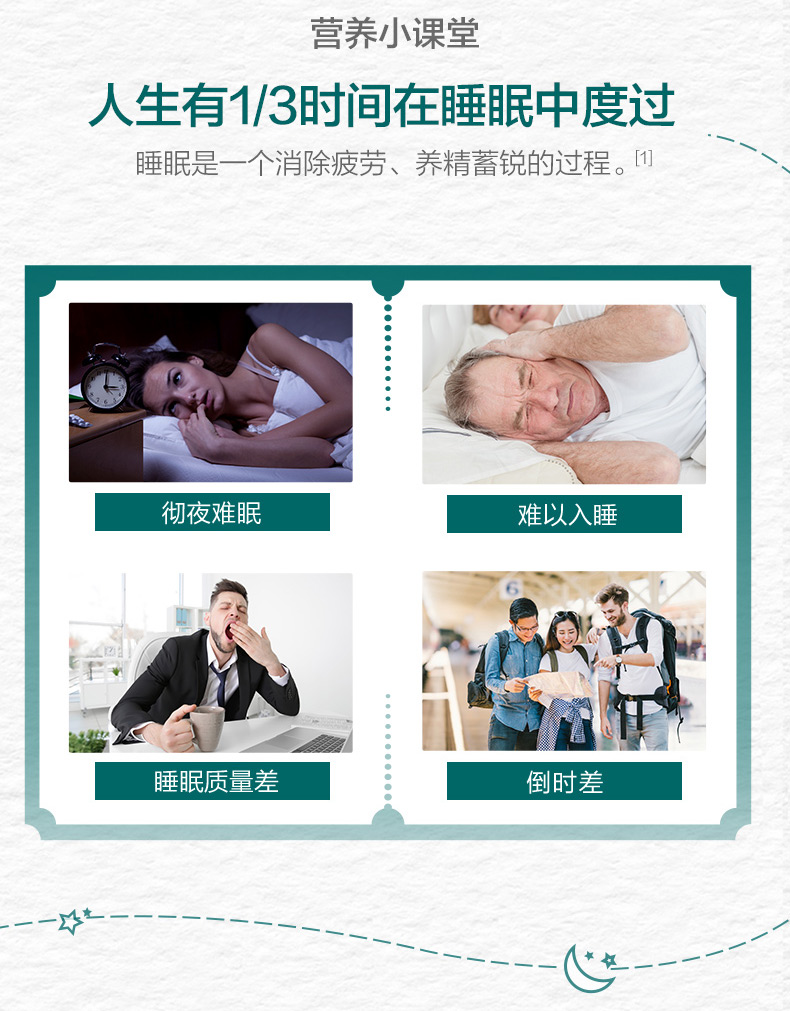 营养小课堂
人生有1/3时间在睡眠中度过
睡眠是一个消除疲劳、养精蓄锐的过程。[1]
彻夜难眠
难以入睡
6
睡眠质量差
倒时差